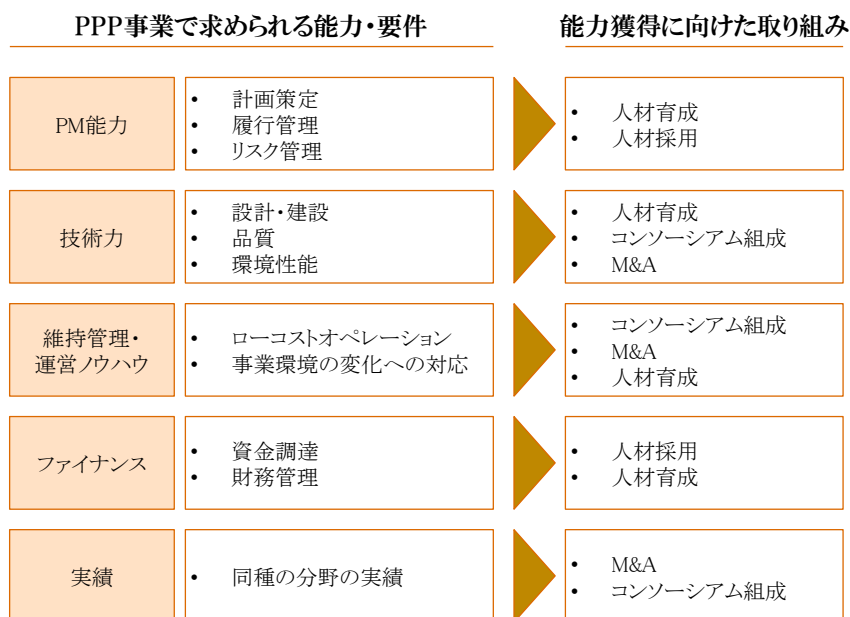 PPP事業で求められる能力・要件
能力獲得に向けた取り組み
PM能力
• 計画策定
• 履行管理
• リスク管理
• 人材育成
• 人材採用
技術力
• 設計・建設
• 品質
• 環境性能
• 人材育成
• コンソーシアム組成
• M&A
維持管理・
運営ノウハウ
• ローコストオペレーション
• 事業環境の変化への対応
• コンソーシアム組成
• M&A
• 人材育成
ファイナンス
• 資金調達
• 財務管理
• 人材採用
• 人材育成
実績
• 同種の分野の実績
• M&A
• コンソーシアム組成